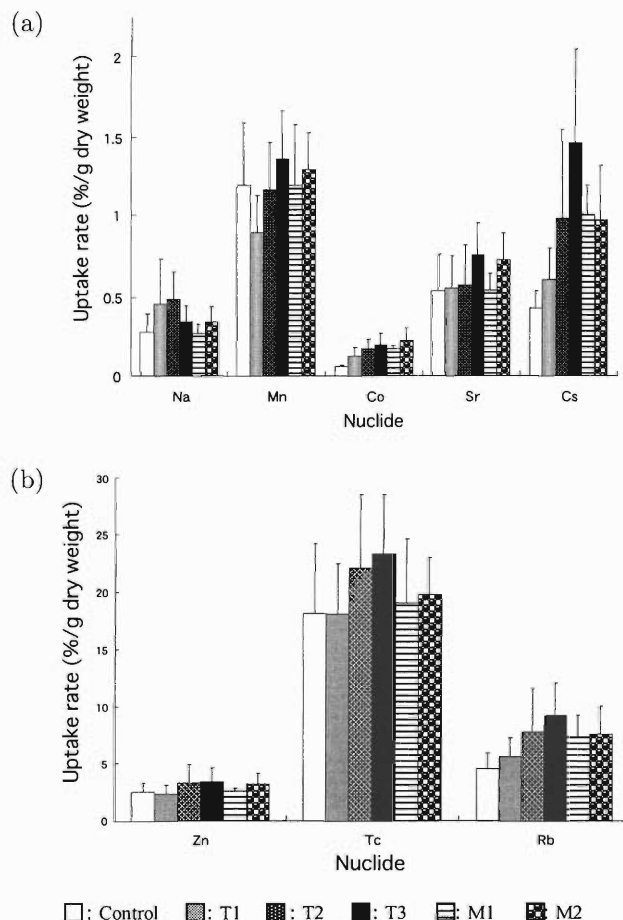 (a)
Uptake rate (%/g dry weight)
2
1.5
1
0.5
0
Na Mn Co Sr Cs
Nuclide
(b)
Uptake rate (%/g dry weight)
30
25
20
15
10
5
0
Zn Tc Rb
Nuclide
: Control : T1 : T2 : T3 : M1 : M2